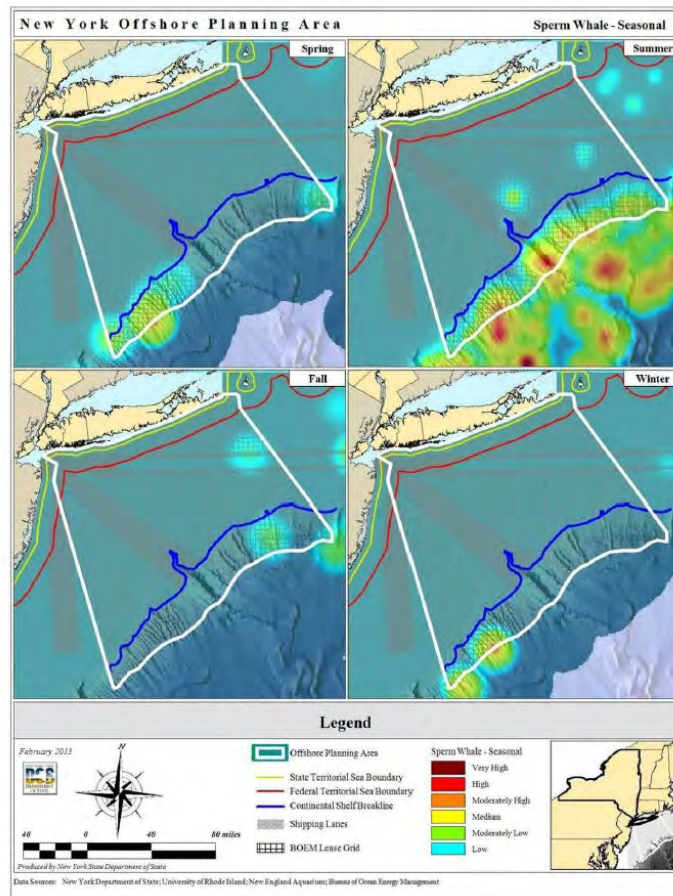 New York Offshore Planning Area
Sperm Whale - Seasonal
Spring
Summer
Fall
Winter
Legend
February 2013
N
DOS
40 0 40 80 miles
Produced by New York State Department of State
Offshore Planning Area
State Territorial Sea Boundary
Federal Territorial Sea Boundary
Continental Shelf Breakline
Shipping Lanes
BOEM Lease Grid
Sperm Whale - Seasonal
Very High
High
Moderately High
Medium
Moderately Low
Low
Data Sources: New York Department of State; University of Rhode Island; New England Aquarium; Bureau of Ocean Energy Management